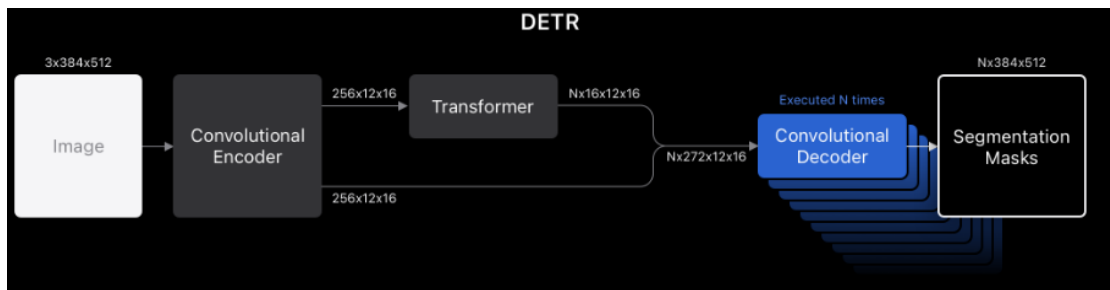 DETR
3x384x512
Image
Convolutional
Encoder
256x12x16
256x12x16
Transformer
Nx16x12x16
Nx272x12x16
Executed N times
Convolutional
Decoder
Nx384x512
Segmentation
Masks